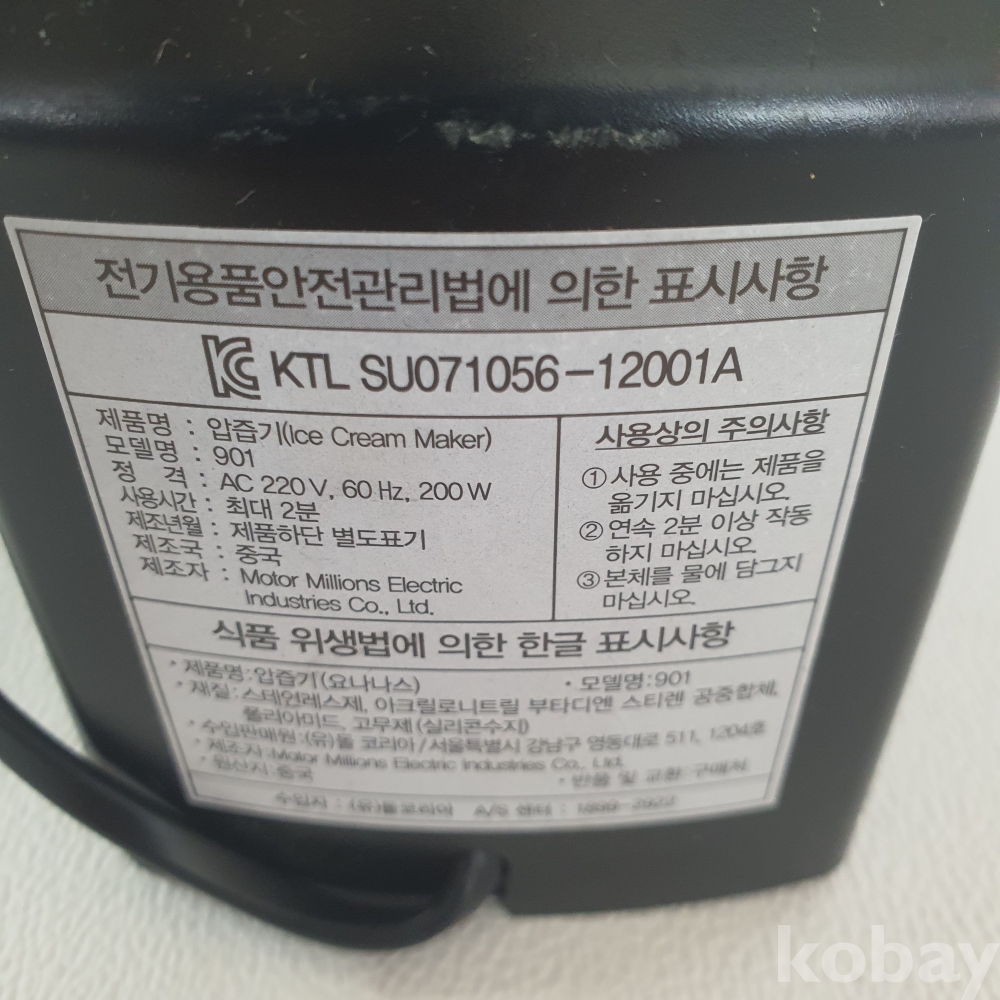 전기용품안전관리법에 의한 표시사항
KC KTL SU071056-12001A
제품명 : 압즙기(Ice Cream Maker)
모델명 : 901
정 격 : AC 220V, 60Hz, 200W
사용시간 : 최대 2분
제조년월 : 제품하단 별도표기
제조국 : 중국
제조자 : Motor Millions Electric
Industries Co., Ltd.
사용상의 주의사항
① 사용 중에는 제품을
옮기지 마십시오.
② 연속 2분 이상 작동
하지 마십시오.
③ 본체를 물에 담그지
마십시오.
식품 위생법에 의한 한글 표시사항
• 제품명:압즙기(요나나스) • 모델명:901
• 재질:스테인레스제, 아크릴로니트릴 부타디엔 스티렌 공중합체,
폴리아미드, 고무제(실리콘수지)
• 수입판매원:(유)돌 코리아/서울특별시 강남구 영동대로 511, 1204호
• 제조자:Motor Millions Electric Industries Co., Ltd.
• 원산지:중국 • 반품 및 교환:구매처
수입자 : (유)돌코리아 A/S 센터 :
kobay